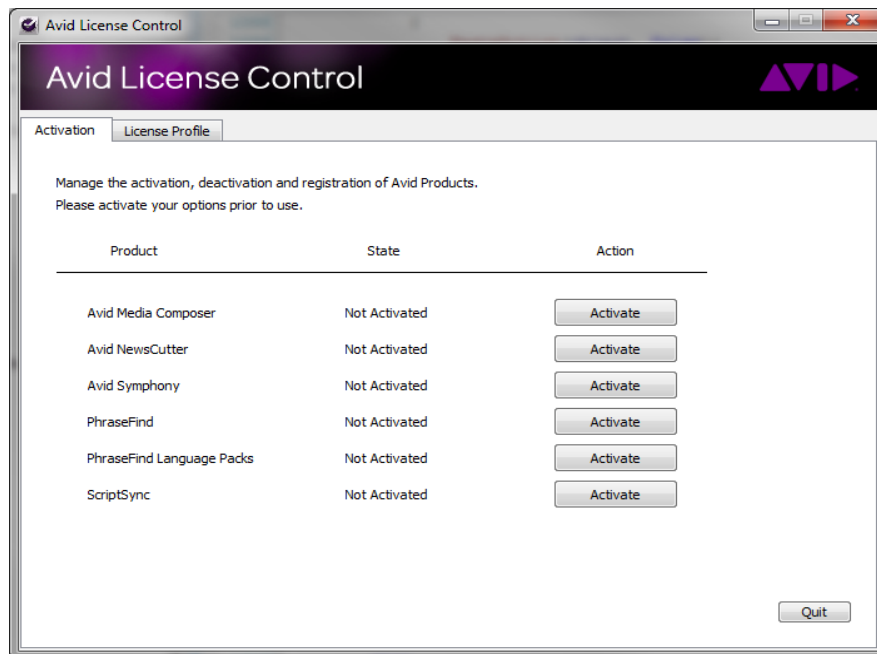 Avid License Control
Avid License Control
AVID
Activation License Profile
Manage the activation, deactivation and registration of Avid Products.
Please activate your options prior to use.
Product State Action
Avid Media Composer Not Activated Activate
Avid NewsCutter Not Activated Activate
Avid Symphony Not Activated Activate
PhraseFind Not Activated Activate
PhraseFind Language Packs Not Activated Activate
ScriptSync Not Activated Activate
Quit